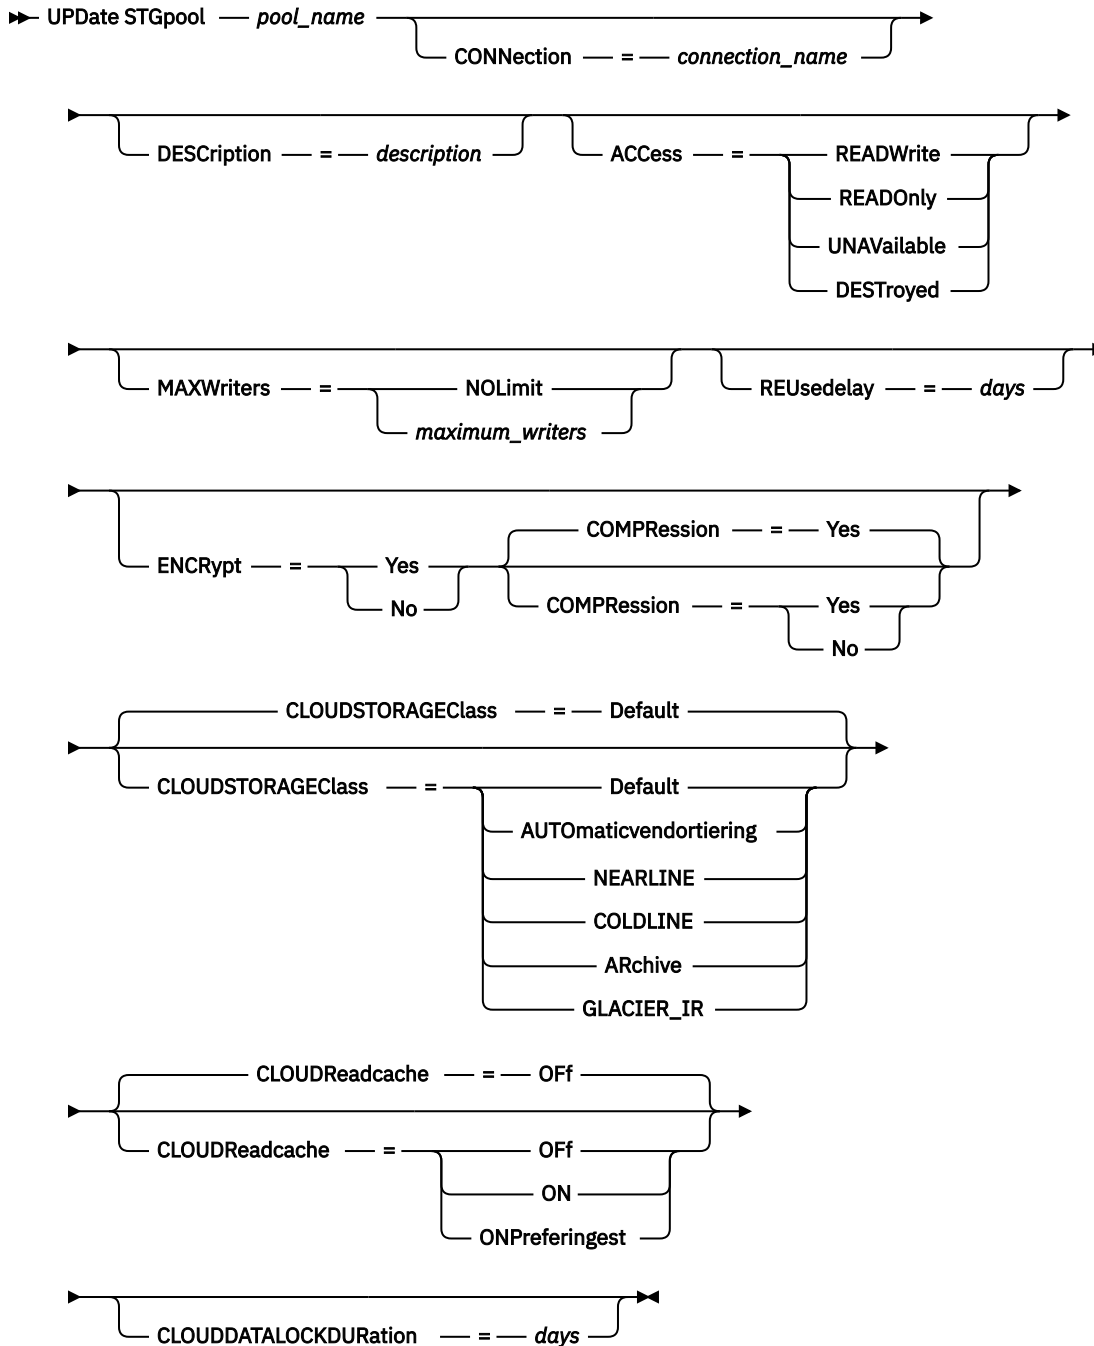 UPDate STGpool pool_name
CONNection = connection_name
DESCription = description ACCess = READWrite
READOnly
UNAVailable
DESTroyed
MAXWriters = NOLimit REUsedelay = days
maximum_writers
COMPRession = Yes
ENCRypt = Yes
No
COMPRession = Yes
No
CLOUDSTORAGEClass = Default
CLOUDSTORAGEClass = Default
AUTOmaticvendortiering
NEARLINE
COLDLINE
ARchive
GLACIER_IR
CLOUDReadcache = OFf
CLOUDReadcache = OFf
ON
ONPreferingest
CLOUDDATALOCKDURation = days